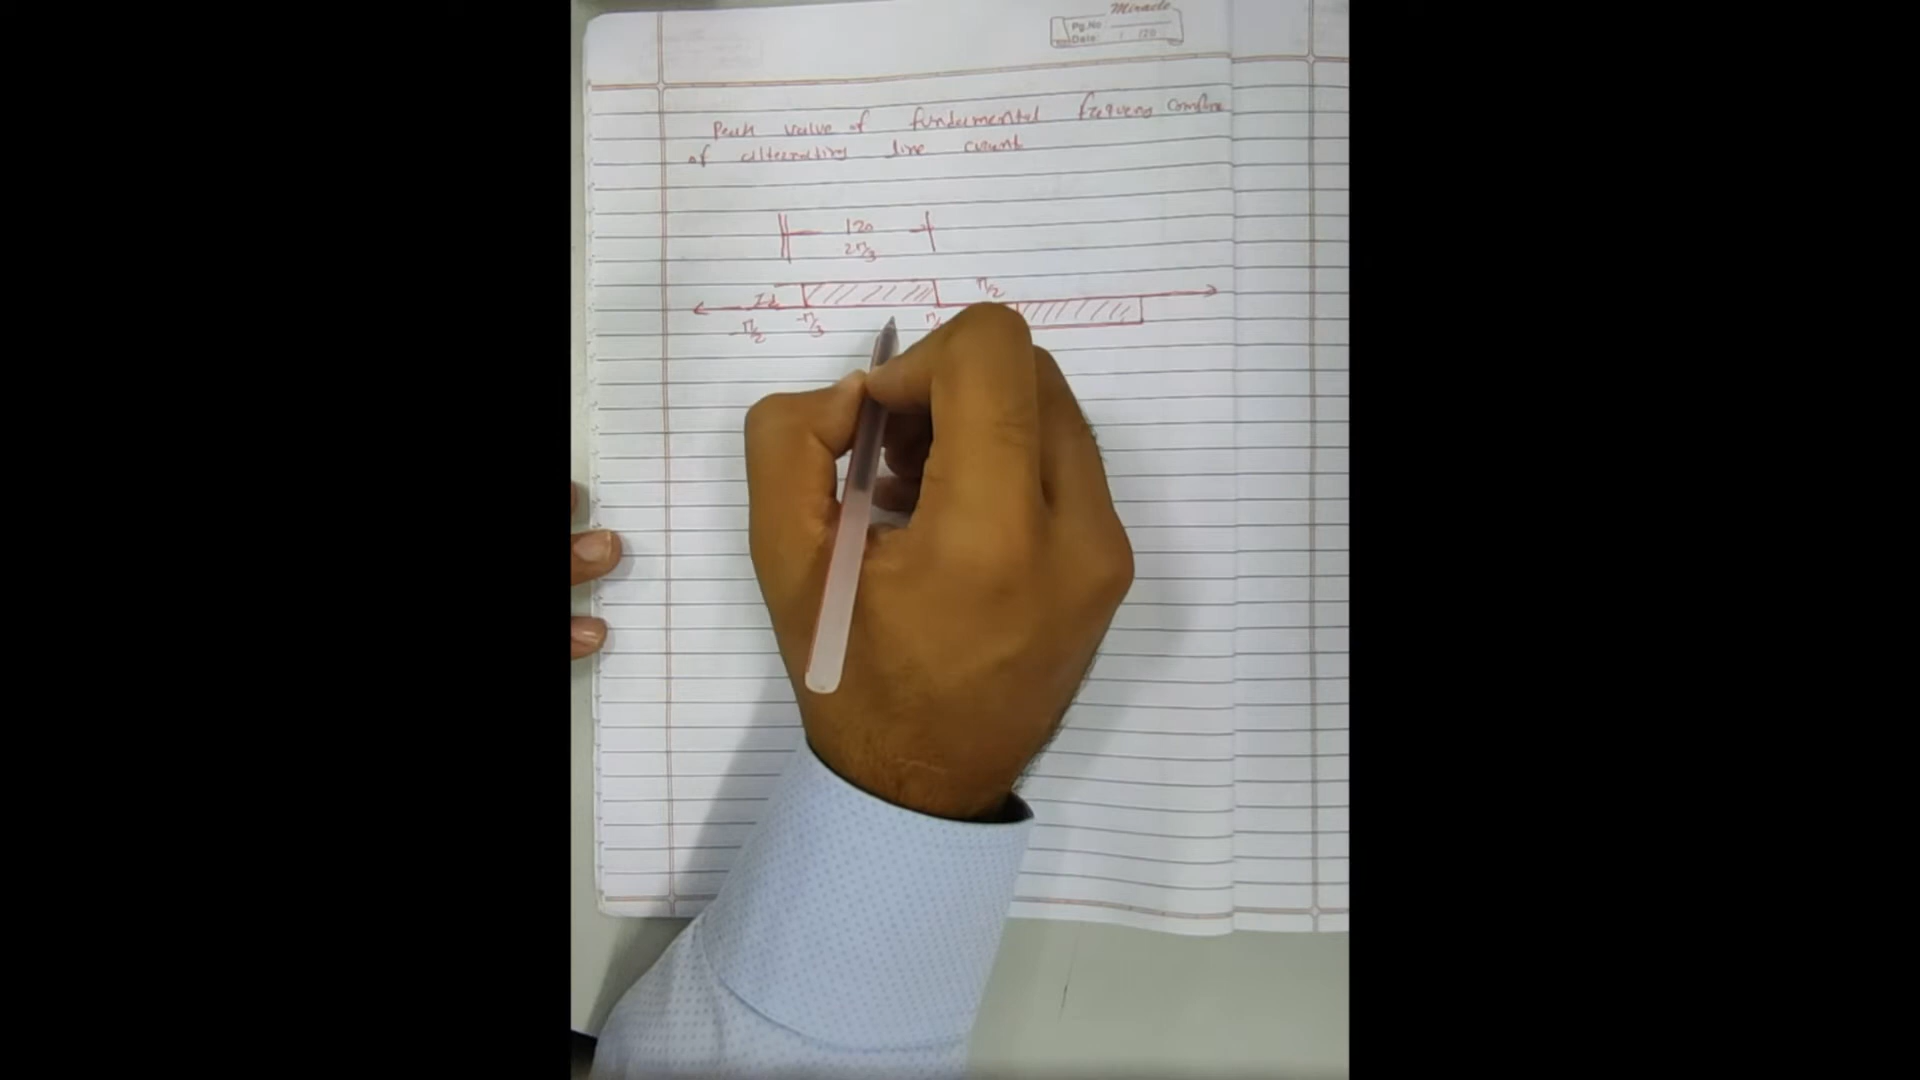 Miracle
Pg.No
Date: / /20
Peak value of fundamental frequency
of alternating line current
120
2π/3
Id
π/2
-π/2
-π/3